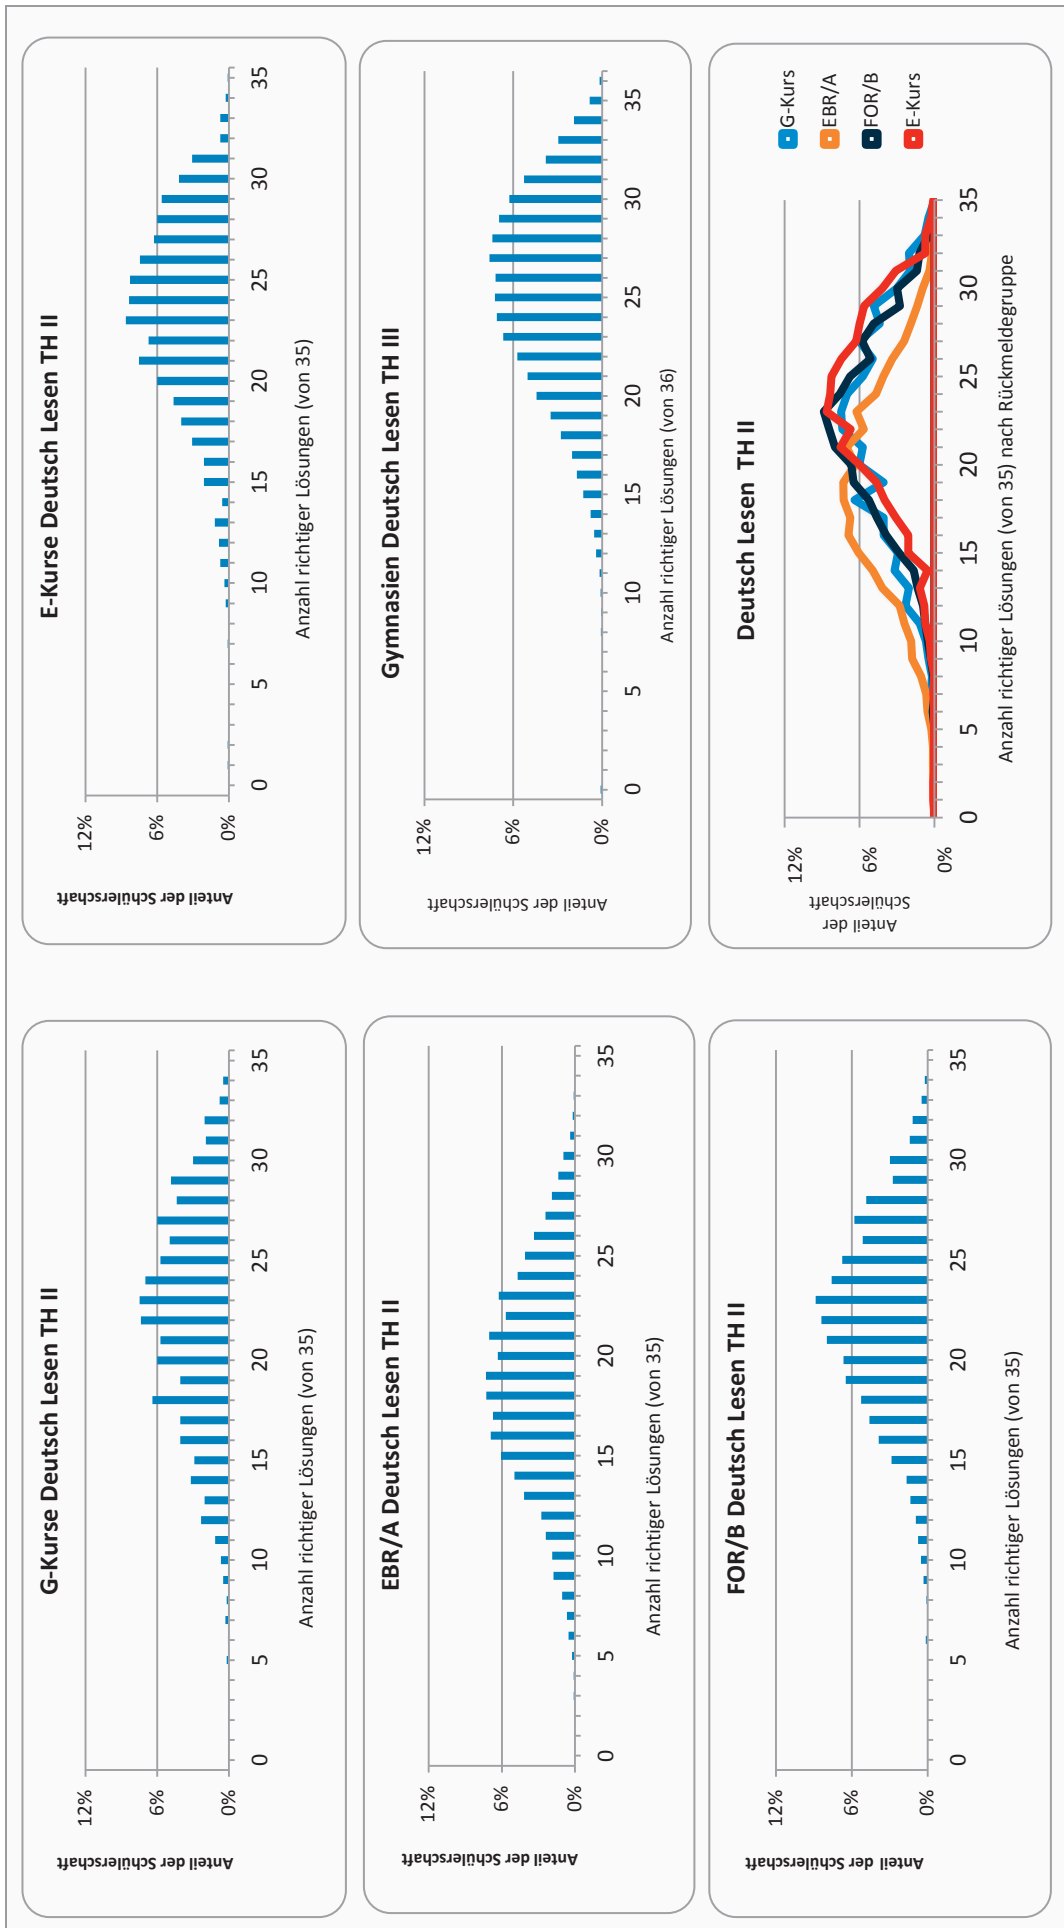 G-Kurse Deutsch Lesen TH II
Anteil der Schülerschaft
12%
6%
0%
0 5 10 15 20 25 30 35
Anzahl richtiger Lösungen (von 35)
E-Kurse Deutsch Lesen TH II
Anteil der Schülerschaft
12%
6%
0%
0 5 10 15 20 25 30 35
Anzahl richtiger Lösungen (von 35)
EBR/A Deutsch Lesen TH II
Anteil der Schülerschaft
12%
6%
0%
0 5 10 15 20 25 30 35
Anzahl richtiger Lösungen (von 35)
Gymnasien Deutsch Lesen TH III
Anteil der Schülerschaft
12%
6%
0%
0 5 10 15 20 25 30 35
Anzahl richtiger Lösungen (von 36)
FOR/B Deutsch Lesen TH II
Anteil der Schülerschaft
12%
6%
0%
0 5 10 15 20 25 30 35
Anzahl richtiger Lösungen (von 35)
Deutsch Lesen TH II
Anteil der
Schülerschaft
12%
6%
0%
0 5 10 15 20 25 30 35
Anzahl richtiger Lösungen (von 35) nach Rückmeldegruppe
G-Kurs
EBR/A
FOR/B
E-Kurs